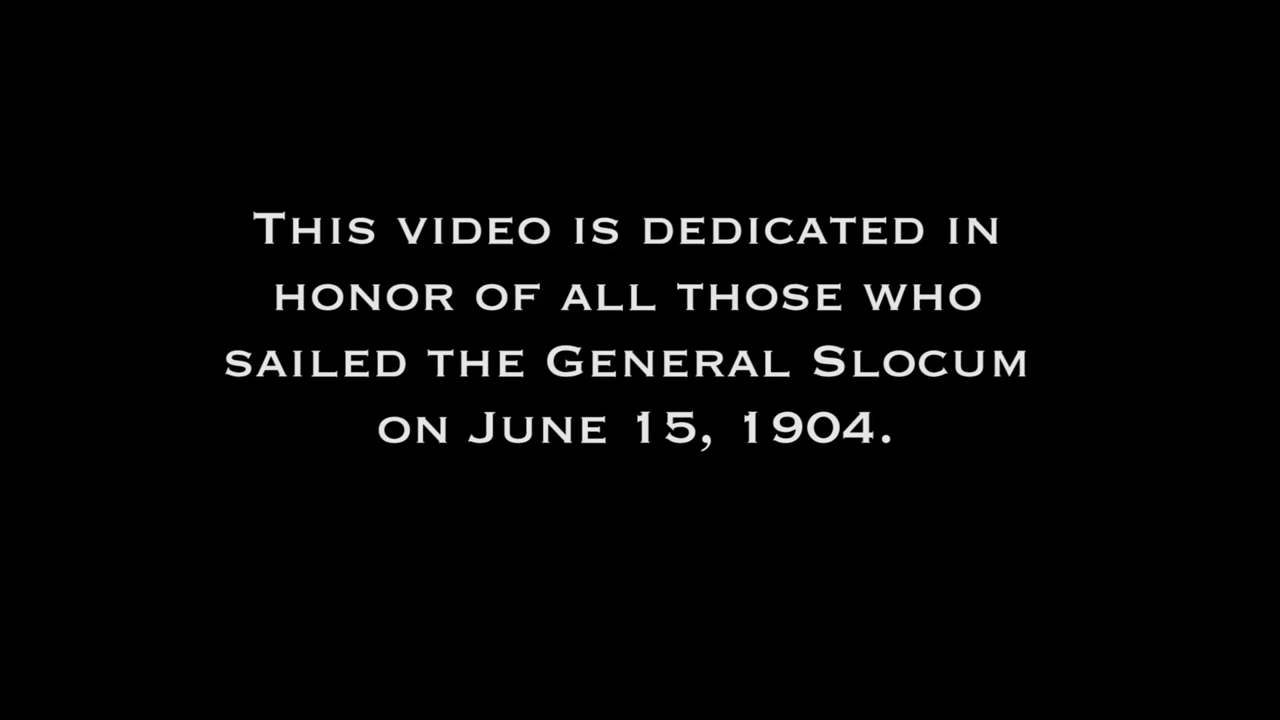 This video is dedicated in
honor of all those who
sailed the General Slocum
on June 15, 1904.